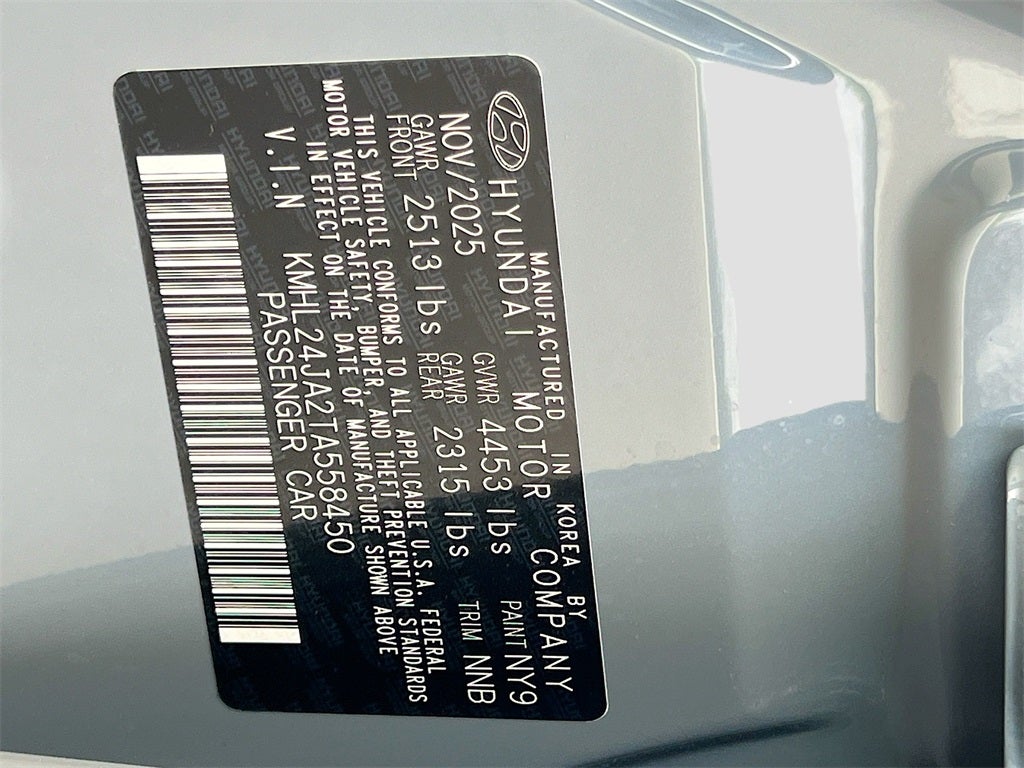 MANUFACTURED IN KOREA BY
HYUNDAI MOTOR COMPANY
NOV/2025 GVWR 4453 lbs PAINT NY9
GAWR FRONT 2513 lbs GAWR REAR 2315 lbs TRIM NNB
THIS VEHICLE CONFORMS TO ALL APPLICABLE U.S.A. FEDERAL
MOTOR VEHICLE SAFETY, BUMPER, AND THEFT PREVENTION STANDARDS
IN EFFECT ON THE DATE OF MANUFACTURE SHOWN ABOVE
V.I.N KMHL24JA2TA558450
PASSENGER CAR